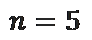 n = 5